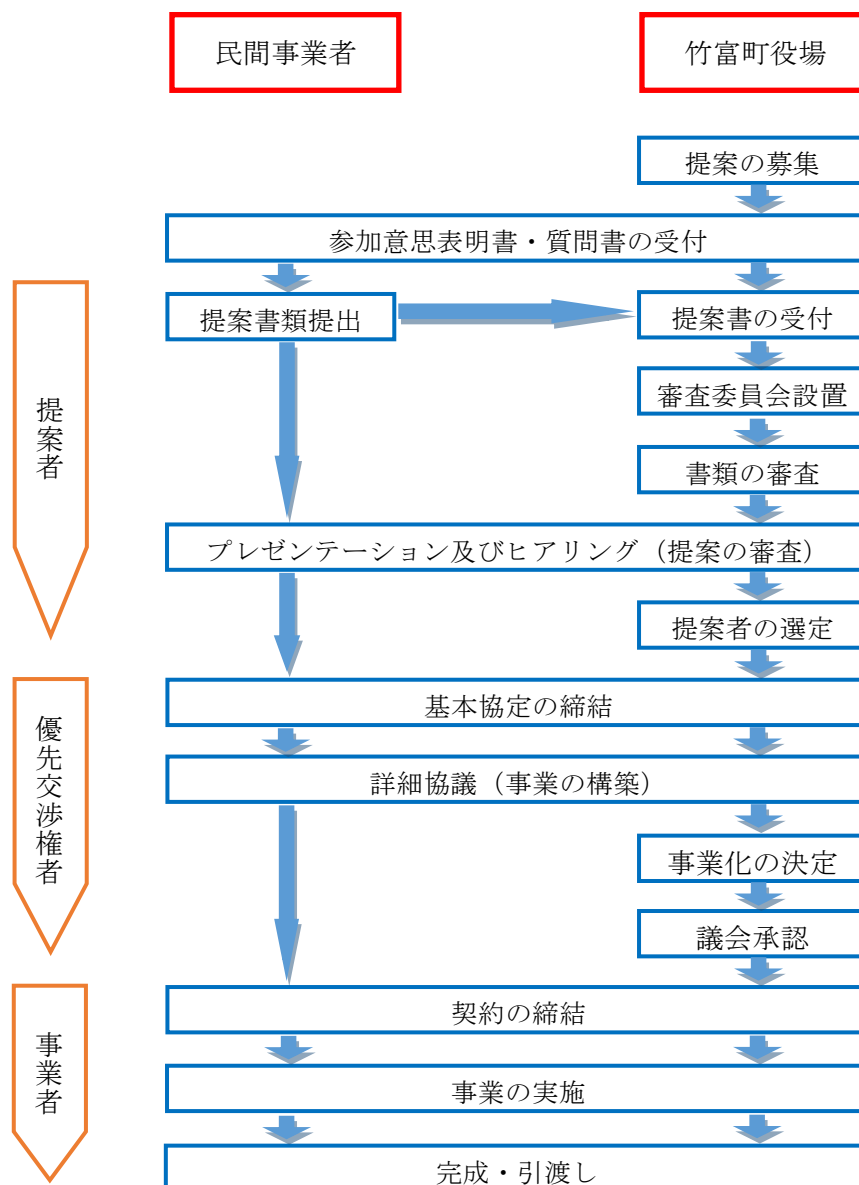 民間事業者
竹富町役場
提案の募集
参加意思表明書・質問書の受付
提案書類提出
提案書の受付
審査委員会設置
書類の審査
プレゼンテーション及びヒアリング（提案の審査）
提案者の選定
基本協定の締結
詳細協議（事業の構築）
事業化の決定
議会承認
契約の締結
事業の実施
完成・引渡し
提案者
優先交渉権者
事業者